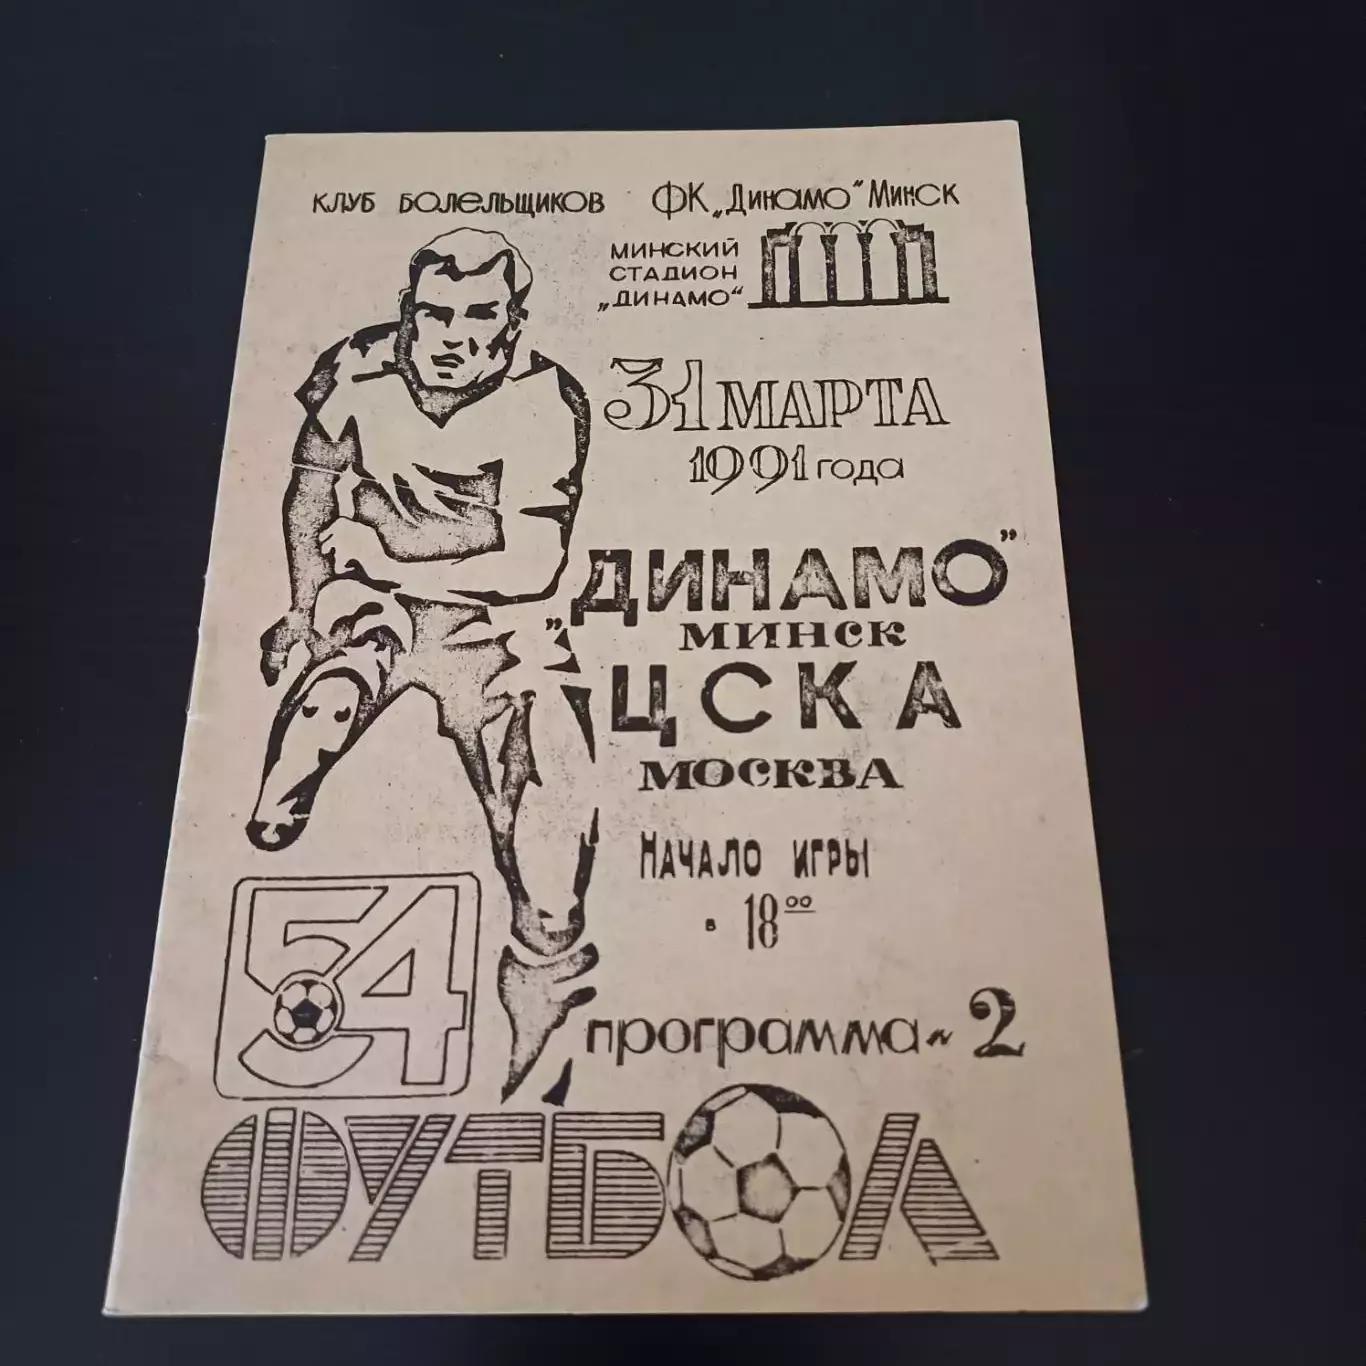 КЛУБ БОЛЕЛЬЩИКОВ ФК „Динамо“ Минск
МИНСКИЙ
СТАДИОН
„ДИНАМО“
31 МАРТА
1991 года
„ДИНАМО”
МИНСК
ЦСКА
МОСКВА
Начало игры
в 18⁰⁰
54
программа n 2
ФУТБОЛ